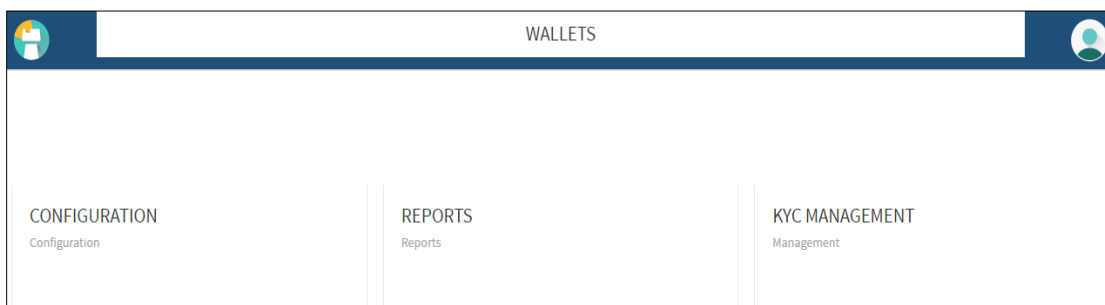 WALLETS
CONFIGURATION
Configuration
REPORTS
Reports
KYC MANAGEMENT
Management